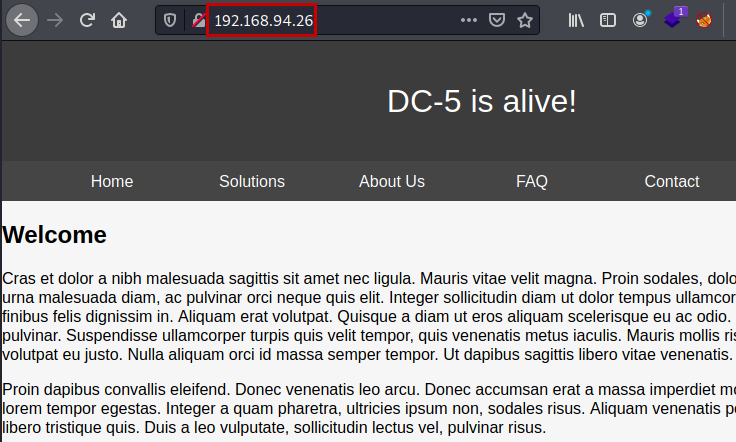 192.168.94.26
1
DC-5 is alive!
Home Solutions About Us FAQ Contact
Welcome
Cras et dolor a nibh malesuada sagittis sit amet nec ligula. Mauris vitae velit magna. Proin sodales,
urna malesuada diam, ac pulvinar orci neque quis elit. Integer sollicitudin diam ut dolor tempus
finibus felis dignissim in. Aliquam erat volutpat. Quisque a diam ut eros aliquam scelerisque eu ac odio.
pulvinar. Suspendisse ullamcorper turpis quis velit tempor, quis venenatis metus iaculis. Mauris mollis
volutpat eu justo. Nulla aliquam orci id massa semper tempor. Ut dapibus sagittis libero vitae venenatis.
Proin dapibus convallis eleifend. Donec venenatis leo arcu. Donec accumsan erat a massa imperdiet
lorem tempor egestas. Integer a quam pharetra, ultricies ipsum non, sodales risus. Aliquam venenatis
libero tristique quis. Duis a leo vulputate, sollicitudin lectus vel, pulvinar risus.